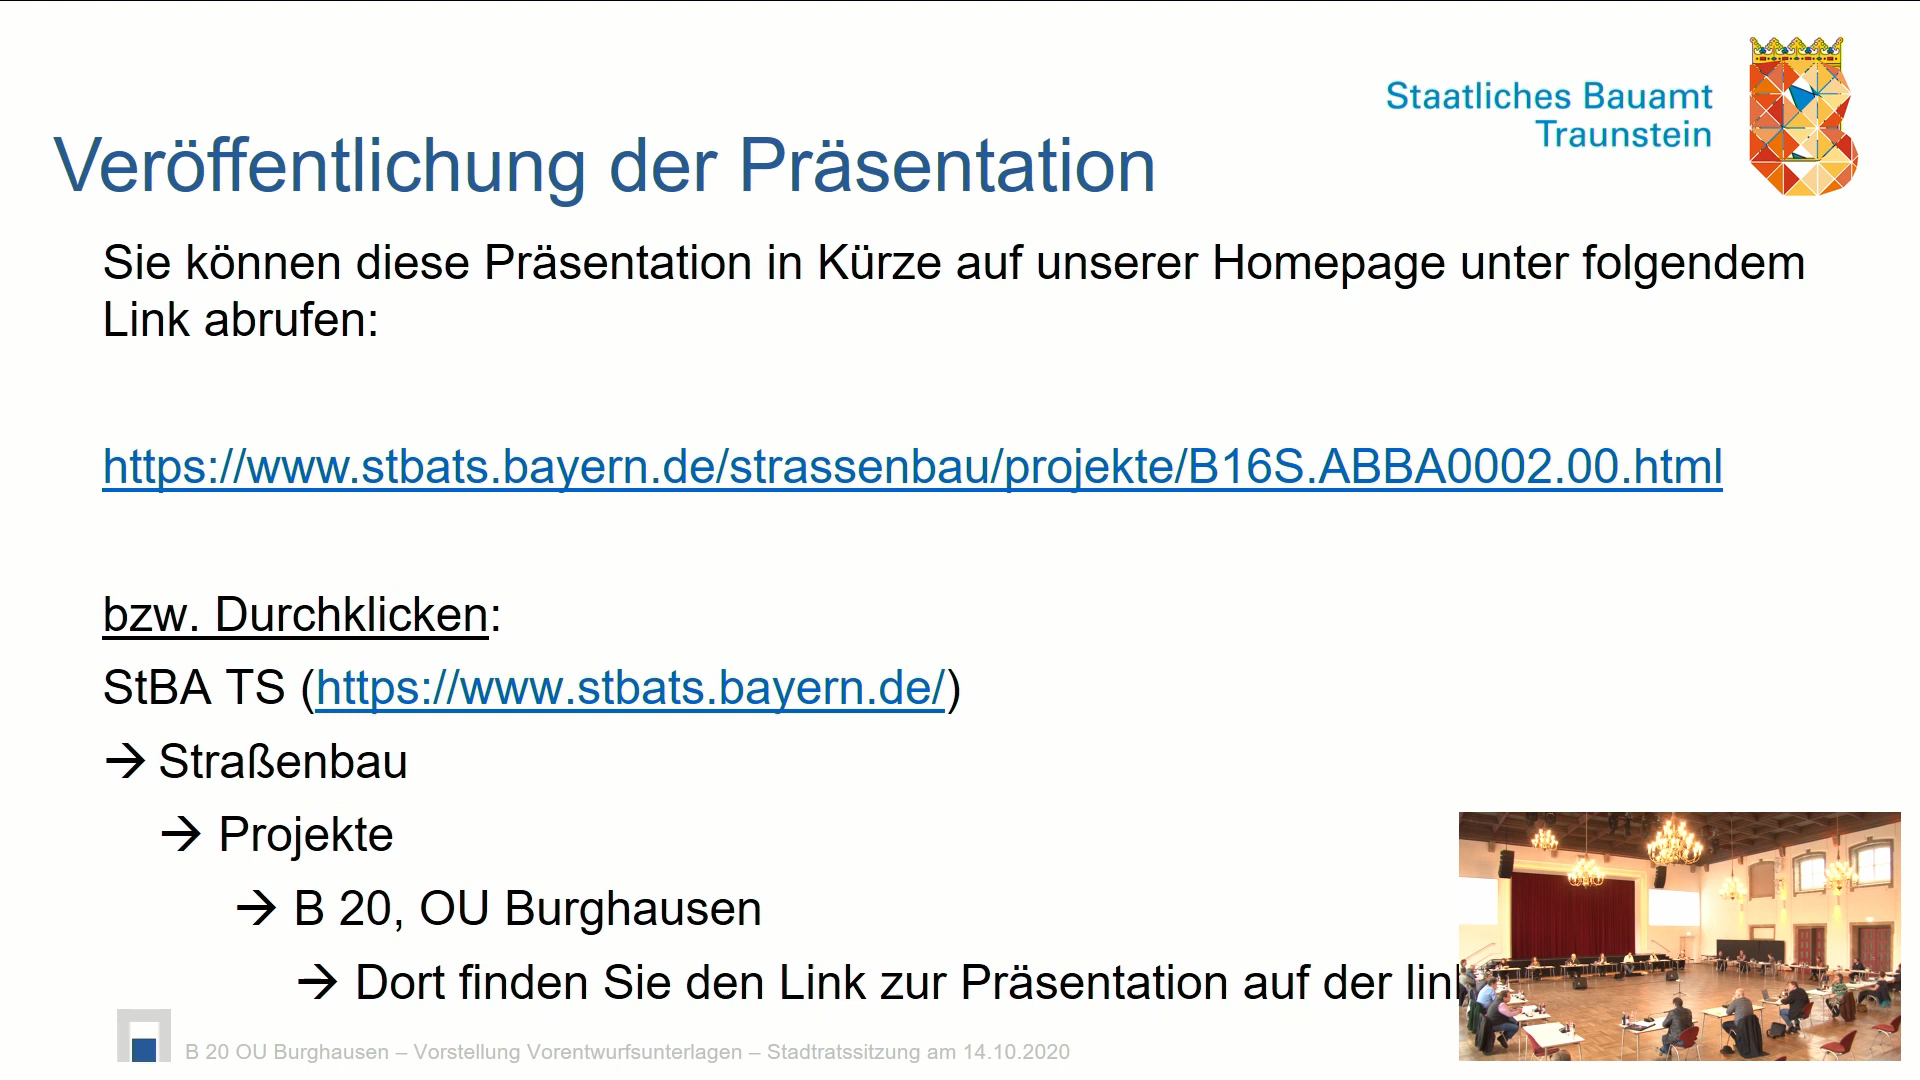 Staatliches Bauamt
Traunstein
Veröffentlichung der Präsentation
Sie können diese Präsentation in Kürze auf unserer Homepage unter folgendem
Link abrufen:
https://www.stbats.bayern.de/strassenbau/projekte/B16S.ABBA0002.00.html
bzw. Durchklicken:
StBA TS (https://www.stbats.bayern.de/)
→ Straßenbau
→ Projekte
→ B 20, OU Burghausen
→ Dort finden Sie den Link zur Präsentation auf der
B 20 OU Burghausen – Vorstellung Vorentwurfsunterlagen – Stadtratssitzung am 14.10.2020